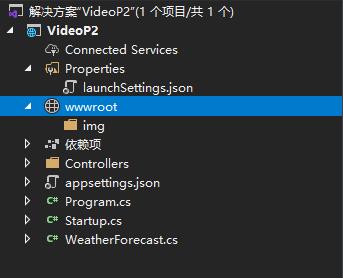 解决方案“VideoP2”(1 个项目/共 1 个)
VideoP2
Connected Services
Properties
launchSettings.json
wwwroot
img
依赖项
Controllers
appsettings.json
Program.cs
Startup.cs
WeatherForecast.cs